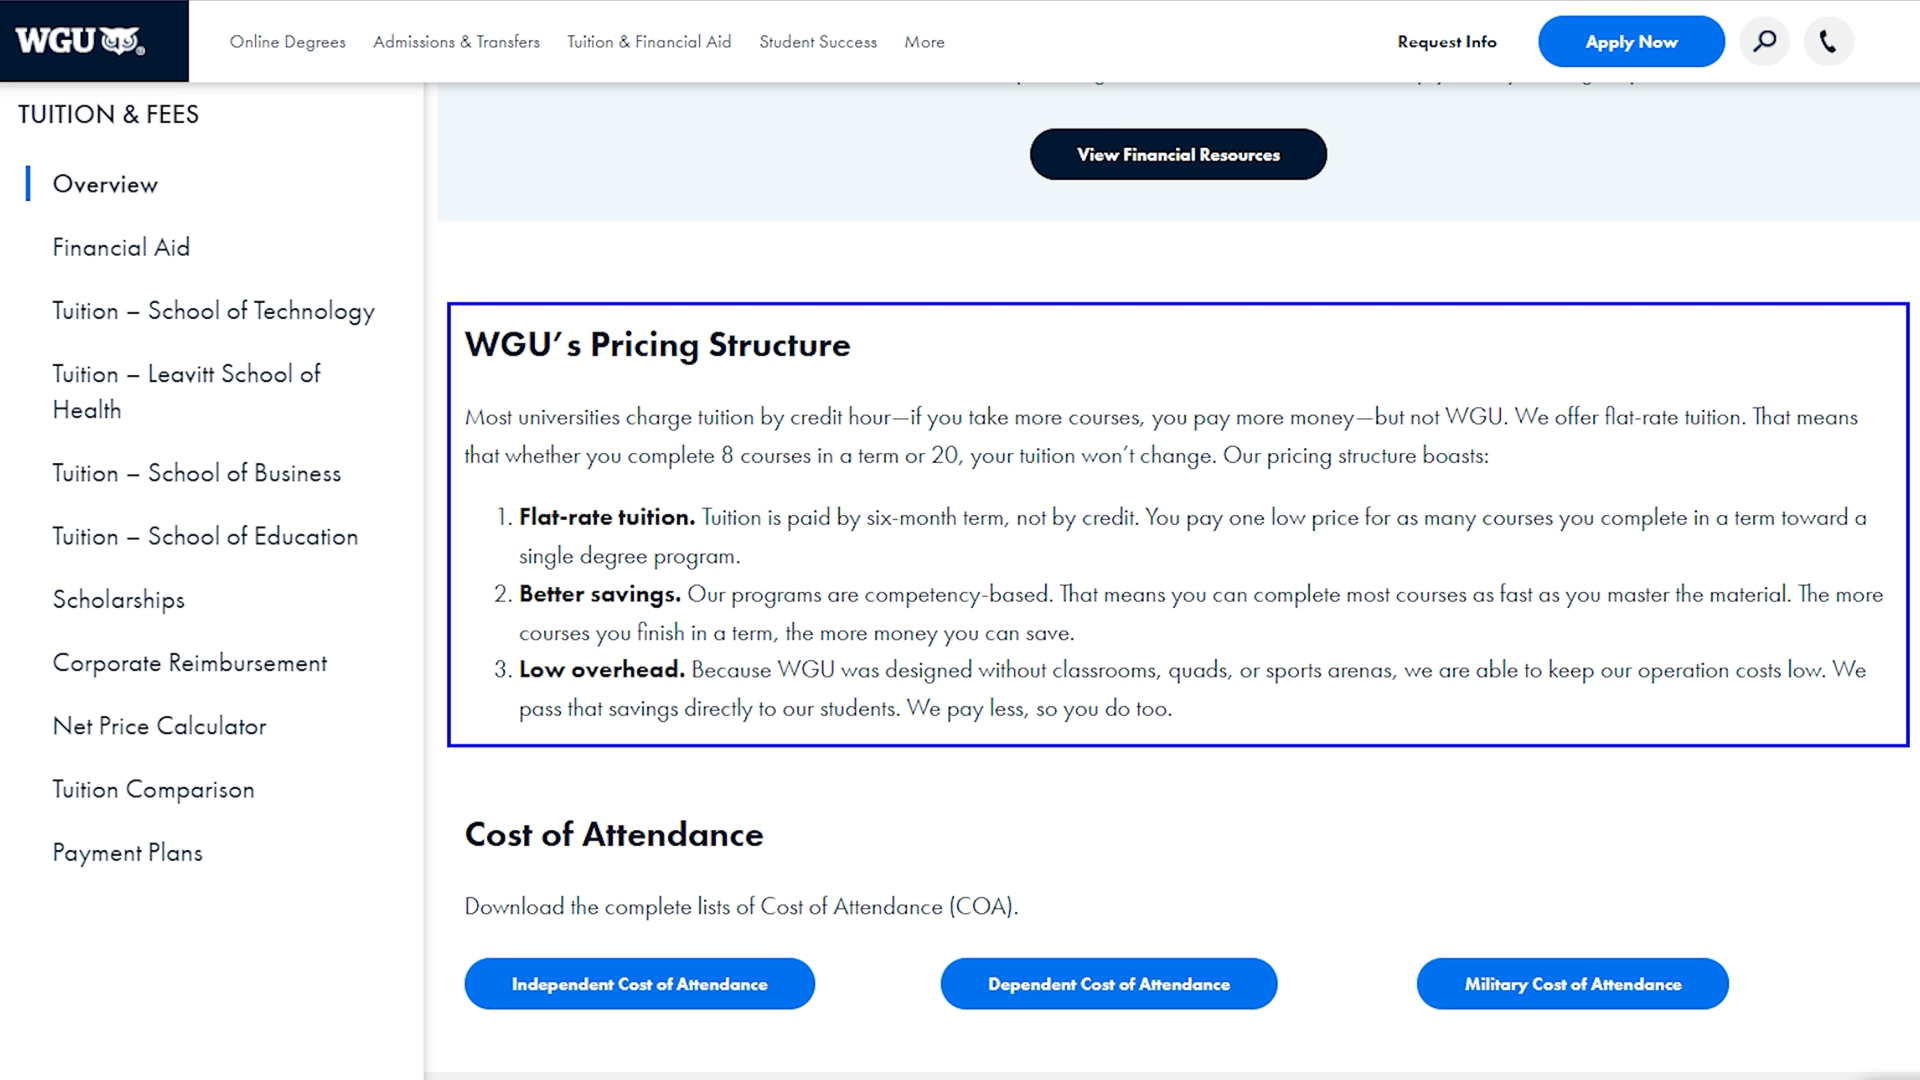 WGU
Online Degrees
Admissions & Transfers
Tuition & Financial Aid
Student Success
More
Request Info
Apply Now
TUITION & FEES
Overview
Financial Aid
Tuition – School of Technology
Tuition – Leavitt School of
Health
Tuition – School of Business
Tuition – School of Education
Scholarships
Corporate Reimbursement
Net Price Calculator
Tuition Comparison
Payment Plans
View Financial Resources
WGU’s Pricing Structure
Most universities charge tuition by credit hour—if you take more courses, you pay more money—but not WGU. We offer flat-rate tuition. That means
that whether you complete 8 courses in a term or 20, your tuition won’t change. Our pricing structure boasts:
1. Flat-rate tuition. Tuition is paid by six-month term, not by credit. You pay one low price for as many courses you complete in a term toward a
single degree program.
2. Better savings. Our programs are competency-based. That means you can complete most courses as fast as you master the material. The more
courses you finish in a term, the more money you can save.
3. Low overhead. Because WGU was designed without classrooms, quads, or sports arenas, we are able to keep our operation costs low. We
pass that savings directly to our students. We pay less, so you do too.
Cost of Attendance
Download the complete lists of Cost of Attendance (COA).
Independent Cost of Attendance
Dependent Cost of Attendance
Military Cost of Attendance